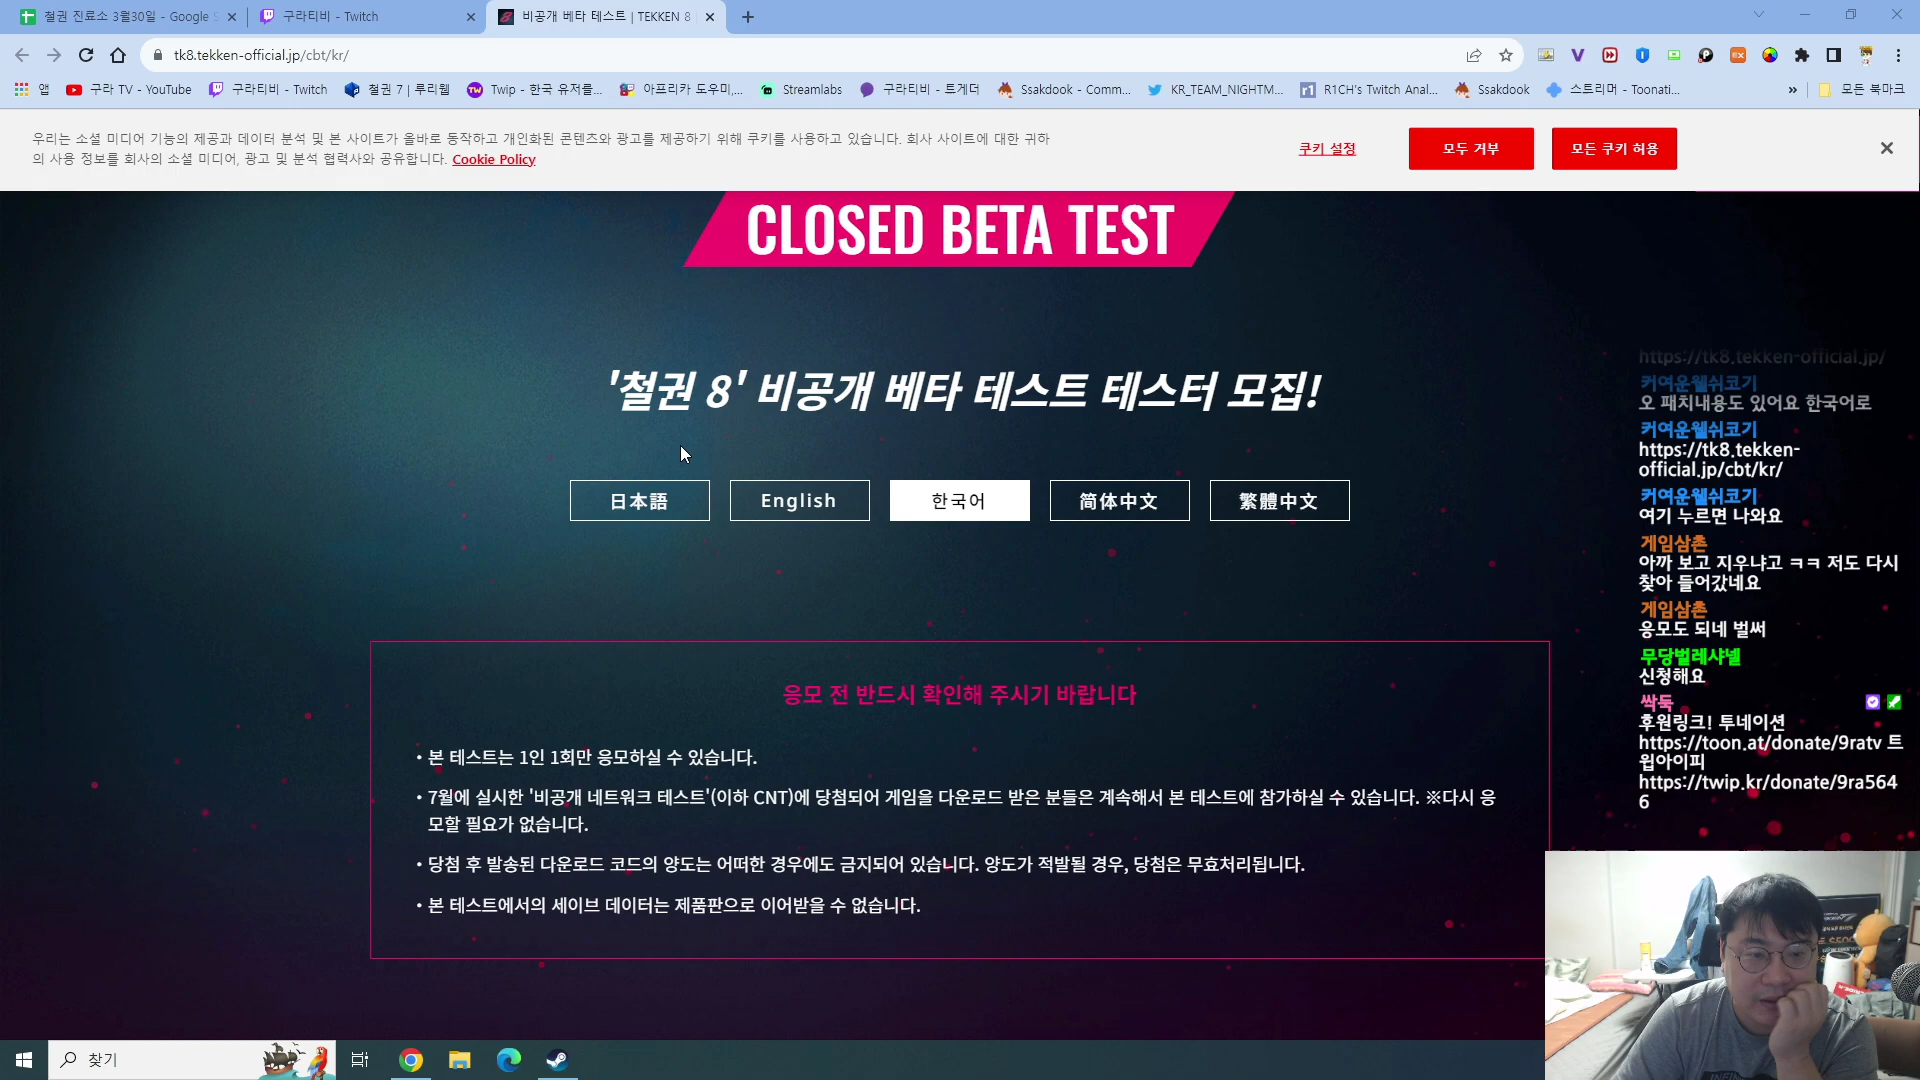 철권 진료소 3월30일 - Google S
구라티비 - Twitch
비공개 베타 테스트 | TEKKEN 8
tk8.tekken-official.jp/cbt/kr/
앱
구라 TV - YouTube
구라티비 - Twitch
철권 7 | 루리웹
Twip - 한국 유저를...
아프리카 도우미,...
Streamlabs
구라티비 - 트게더
Ssakdook - Comm...
KR_TEAM_NIGHTM...
R1CH's Twitch Anal...
Ssakdook
스트리머 - Toonati...
»
모든 북마크
우리는 소셜 미디어 기능의 제공과 데이터 분석 및 본 사이트가 올바로 동작하고 개인화된 콘텐츠와 광고를 제공하기 위해 쿠키를 사용하고 있습니다. 회사 사이트에 대한 귀하
의 사용 정보를 회사의 소셜 미디어, 광고 및 분석 협력사와 공유합니다. Cookie Policy
쿠키 설정
모두 거부
모든 쿠키 허용
CLOSED BETA TEST
'철권 8' 비공개 베타 테스트 테스터 모집!
日本語
English
한국어
简体中文
繁體中文
응모 전 반드시 확인해 주시기 바랍니다
• 본 테스트는 1인 1회만 응모하실 수 있습니다.
• 7월에 실시한 '비공개 네트워크 테스트'(이하 CNT)에 당첨되어 게임을 다운로드 받은 분들은 계속해서 본 테스트에 참가하실 수 있습니다. ※다시 응
모할 필요가 없습니다.
• 당첨 후 발송된 다운로드 코드의 양도는 어떠한 경우에도 금지되어 있습니다. 양도가 적발될 경우, 당첨은 무효처리됩니다.
• 본 테스트에서의 세이브 데이터는 제품판으로 이어받을 수 없습니다.
https://tk8.tekken-official.jp/
커여운웰쉬코기
오 패치내용도 있어요 한국어로
커여운웰쉬코기
https://tk8.tekken-
official.jp/cbt/kr/
커여운웰쉬코기
여기 누르면 나와요
게임삼촌
아까 보고 지우냐고 ㅋㅋ 저도 다시
찾아 들어갔네요
게임삼촌
응모도 되네 벌써
무당벌레샤넬
신청해요
싹둑
후원링크! 투네이션
https://toon.at/donate/9ratv 트
윕아이피
https://twip.kr/donate/9ra564
6
찾기